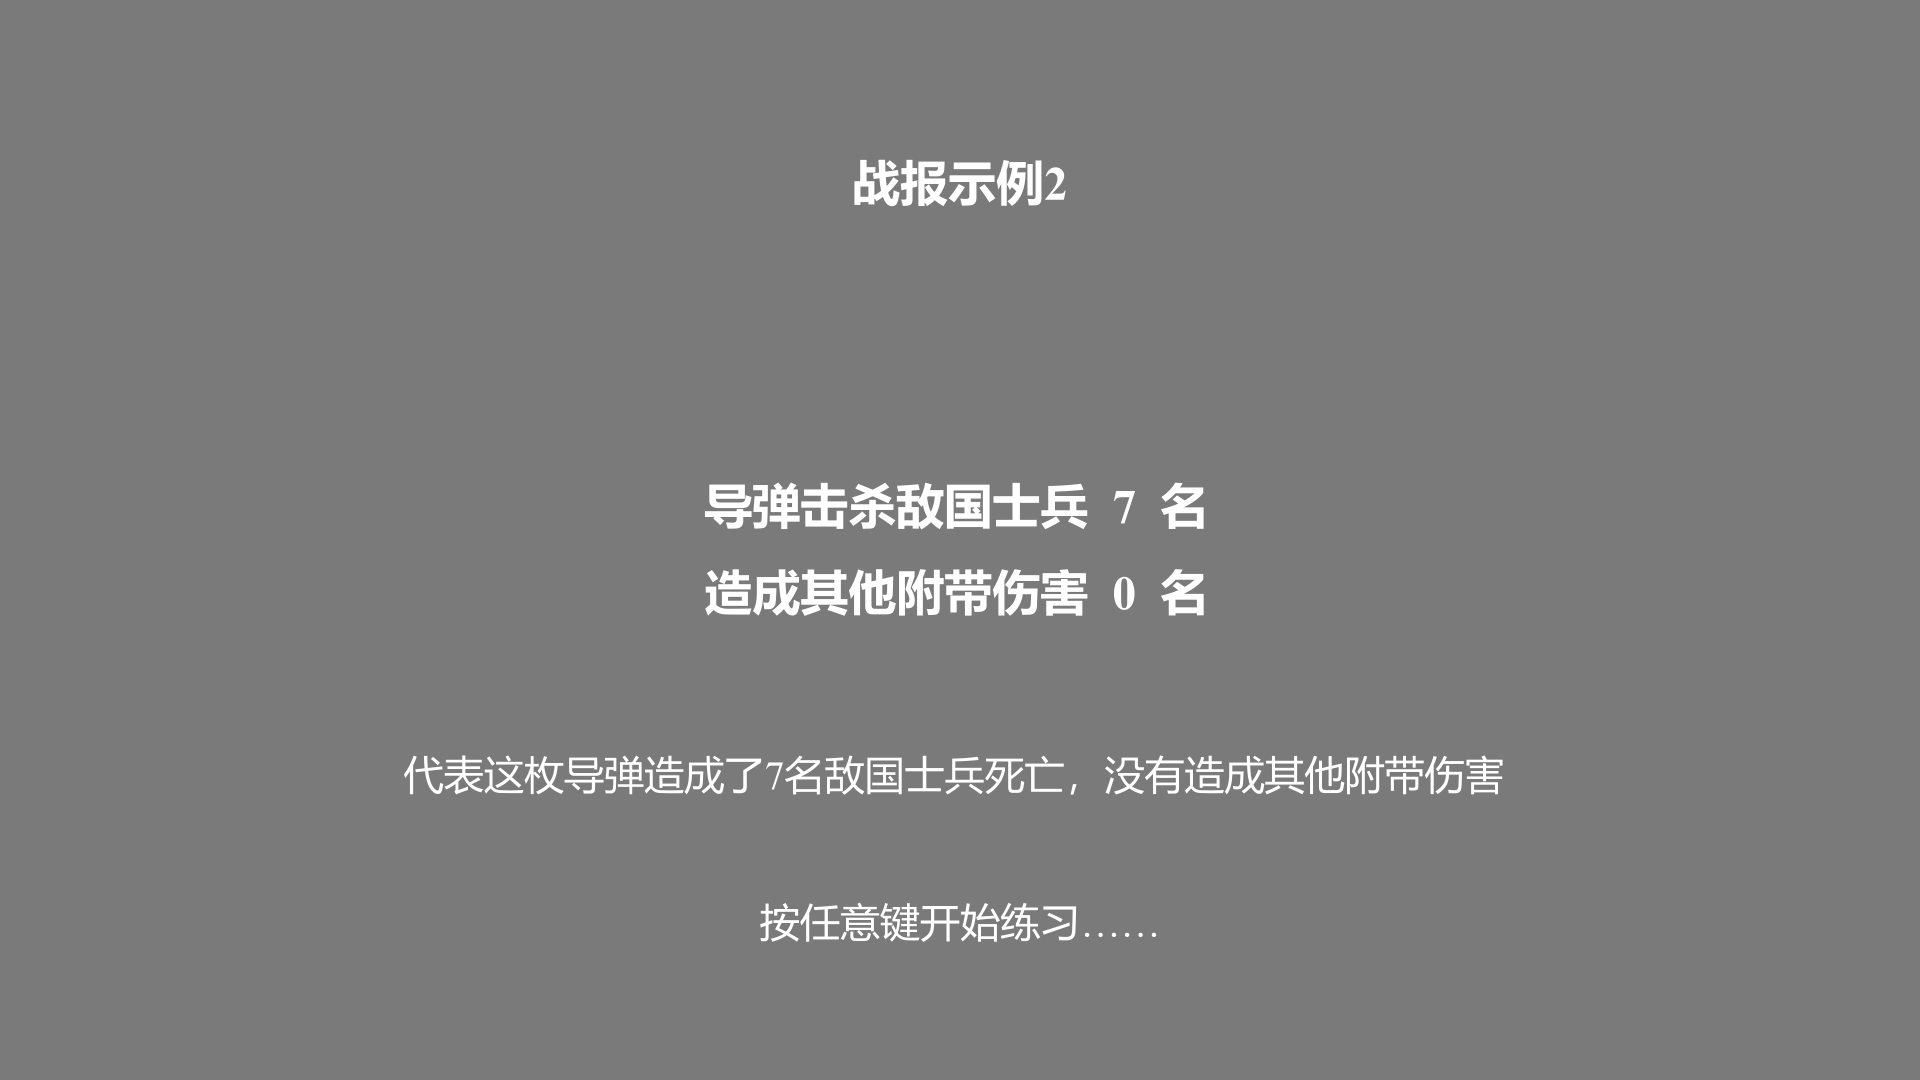 战报示例2
导弹击杀敌国士兵 7 名
造成其他附带伤害 0 名
代表这枚导弹造成了7名敌国士兵死亡，没有造成其他附带伤害
按任意键开始练习……